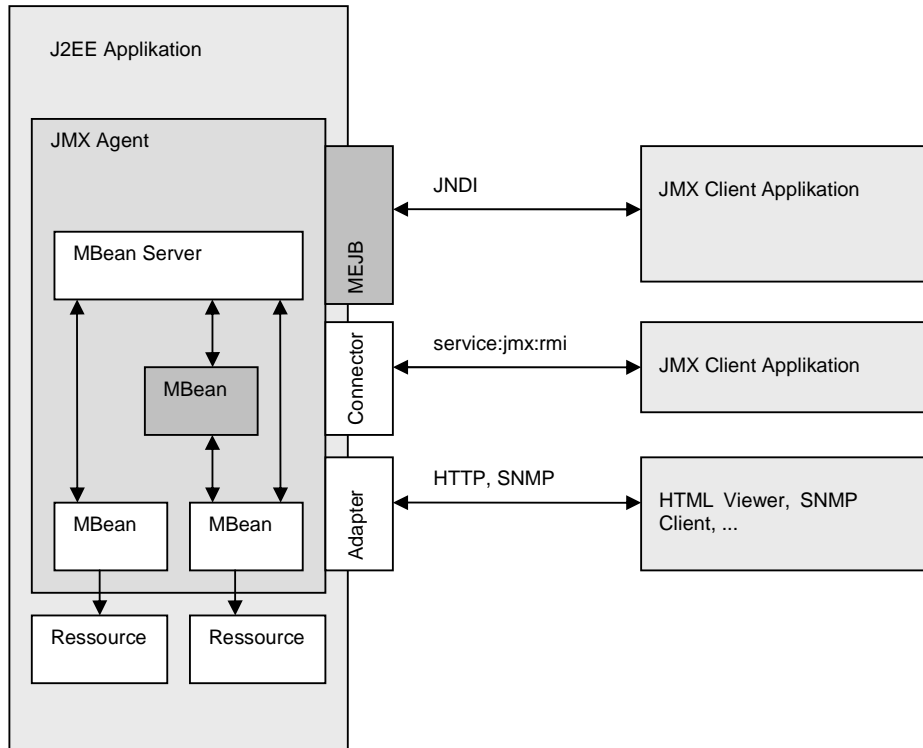 J2EE Applikation
JMX Agent
MBean Server
MBean
MBean
MBean
Ressource
Ressource
MEJB
Connector
Adapter
JNDI
service:jmx:rmi
HTTP, SNMP
JMX Client Applikation
JMX Client Applikation
HTML Viewer, SNMP
Client, ...